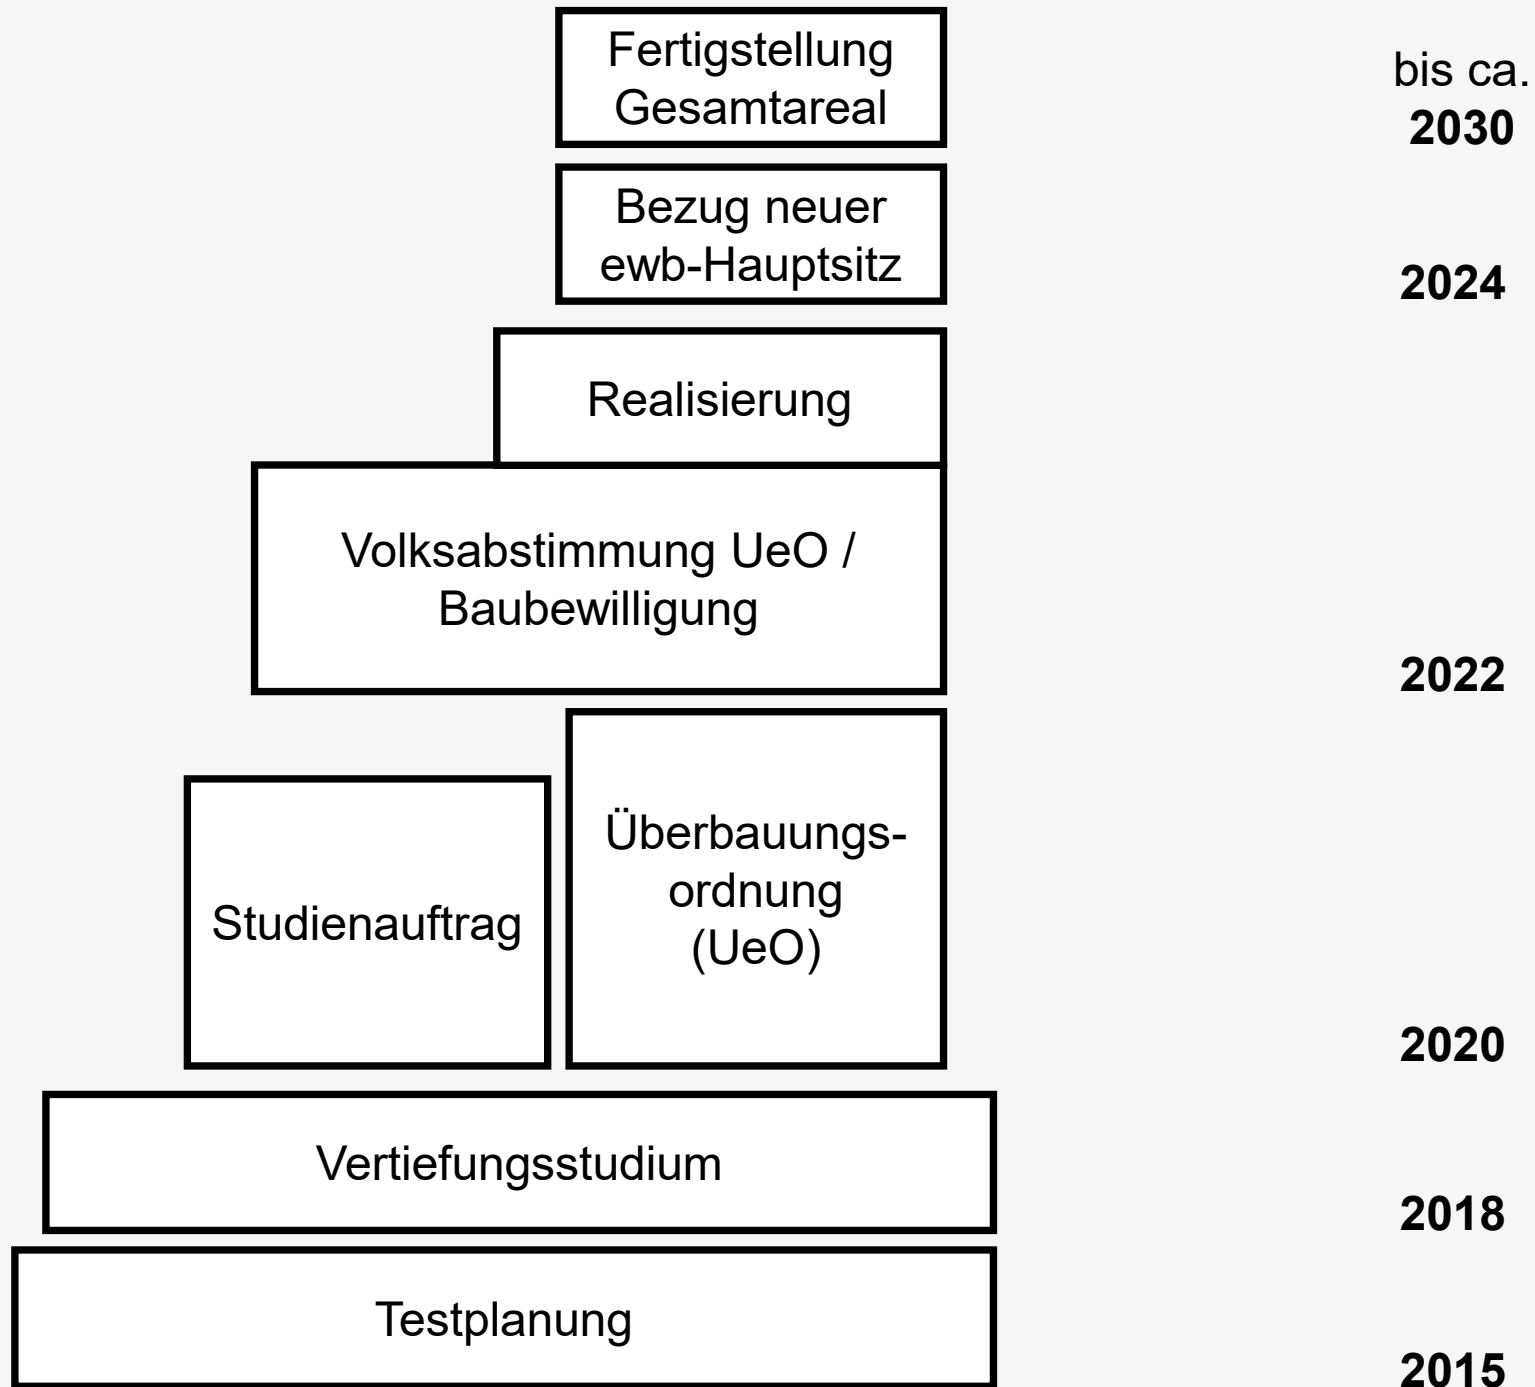 Fertigstellung
Gesamtareal
bis ca.
2030
Bezug neuer
ewb-Hauptsitz
2024
Realisierung
Volksabstimmung UeO /
Baubewilligung
2022
Studienauftrag
Überbauungs-
ordnung
(UeO)
2020
Vertiefungsstudium
2018
Testplanung
2015